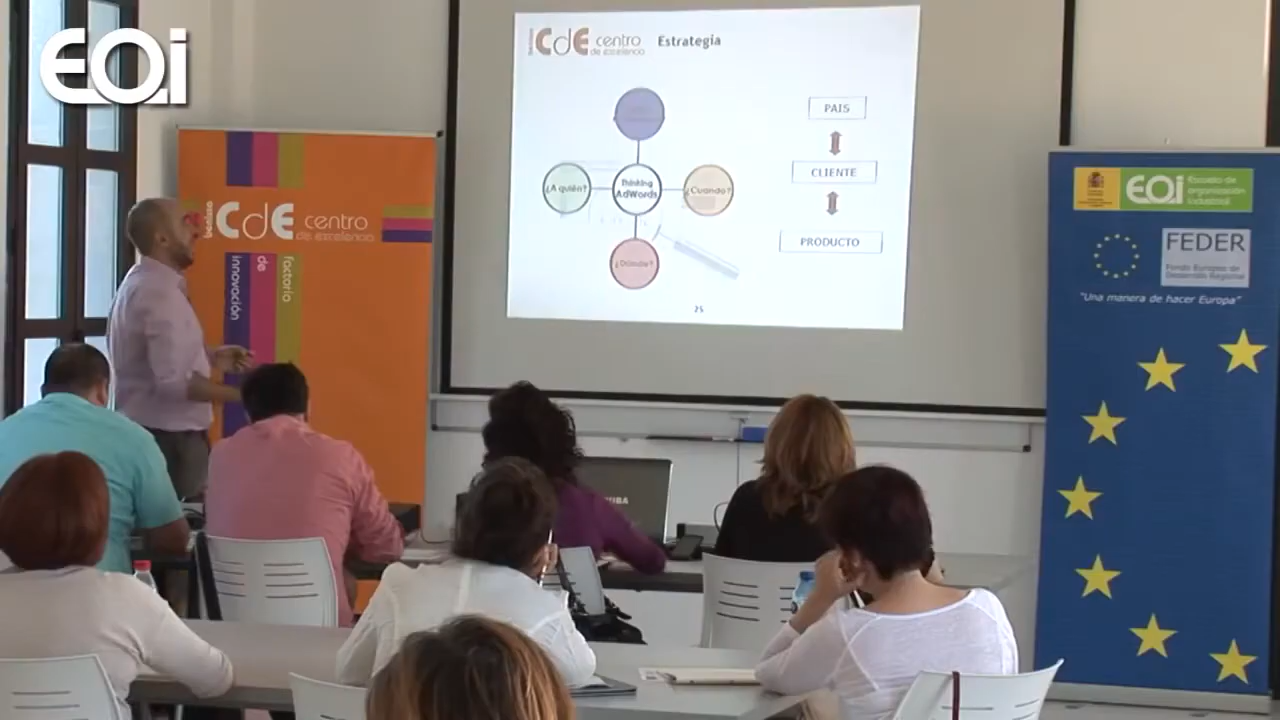 EOi
CdE centro
de excelencia
Estrategia
¿A quién?
Thinking
AdWords
¿Cuando?
¿Dónde?
PAIS
CLIENTE
PRODUCTO
25
CdE centro
de excelencia
innovación
de
factoría
EOi
Escuela de
organización
industrial
FEDER
Fondo Europeo de
Desarrollo Regional
"Una manera de hacer Europa"